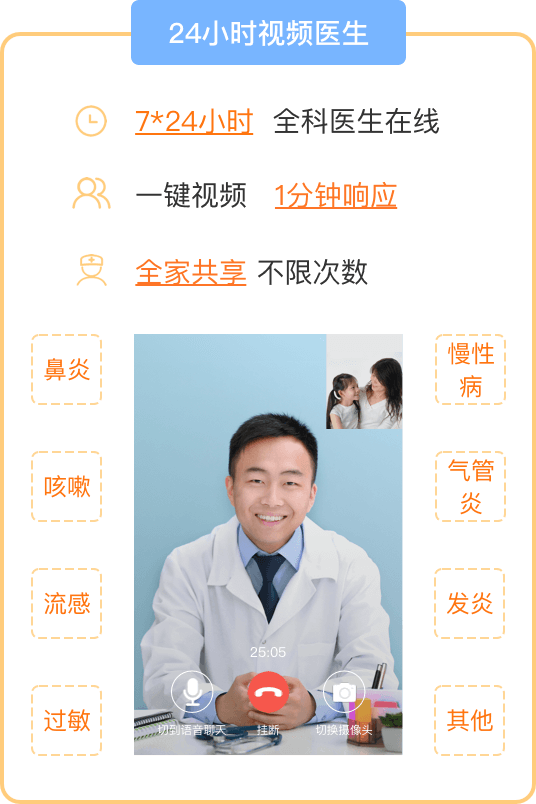 24小时视频医生
7*24小时 全科医生在线
一键视频 1分钟响应
全家共享 不限次数
鼻炎
慢性
病
咳嗽
气管
炎
流感
发炎
过敏
其他
25:05
切到语音聊天 挂断 切换摄像头